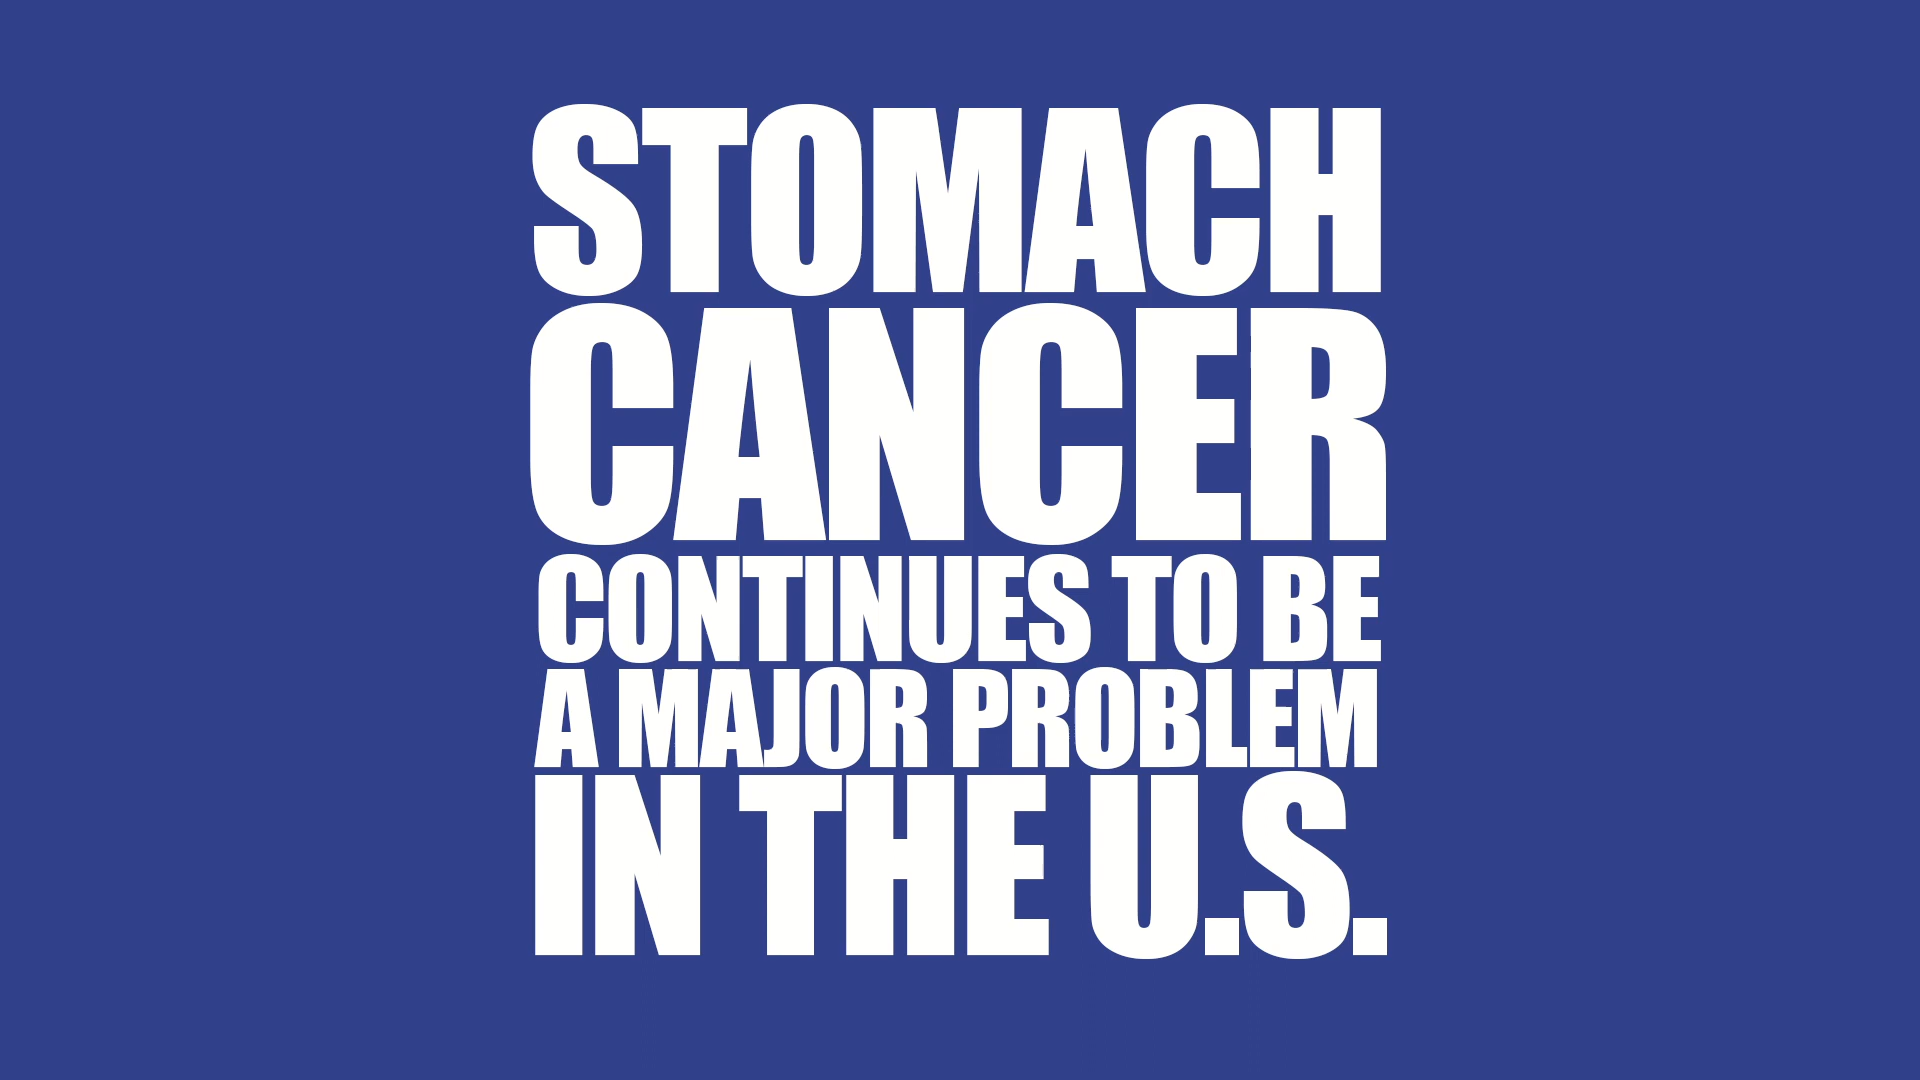 STOMACH
CANCER
CONTINUES TO BE
A MAJOR PROBLEM
IN THE U.S.